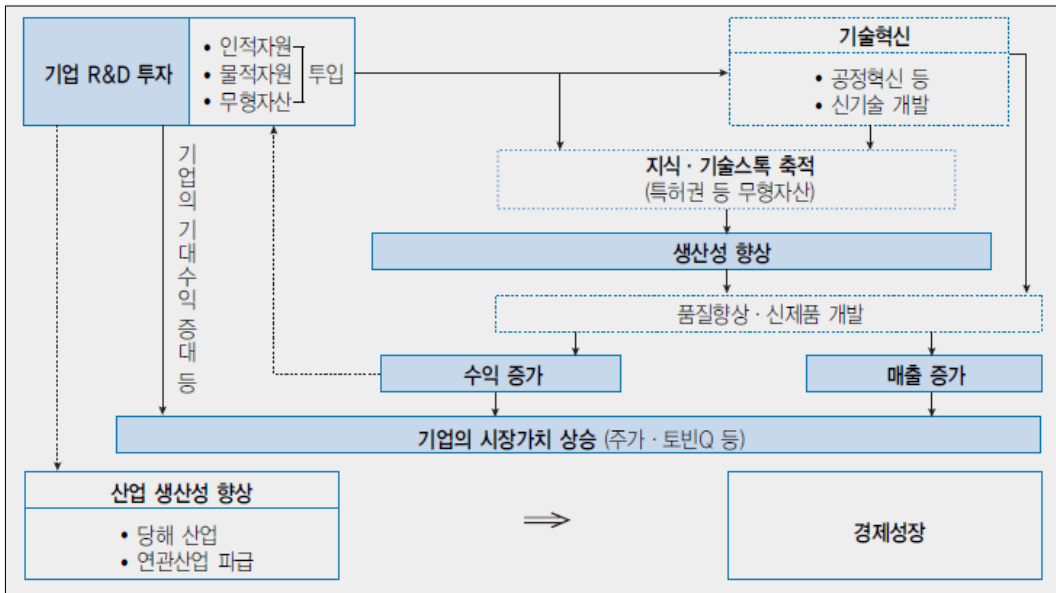 기업 R&D 투자
• 인적자원
• 물적자원
• 무형자산
투입
기술혁신
• 공정혁신 등
• 신기술 개발
기업의 기대수익 증대 등
지식 · 기술스톡 축적
(특허권 등 무형자산)
생산성 향상
품질향상 · 신제품 개발
수익 증가
매출 증가
기업의 시장가치 상승 (주가 · 토빈Q 등)
산업 생산성 향상
• 당해 산업
• 연관산업 파급
경제성장